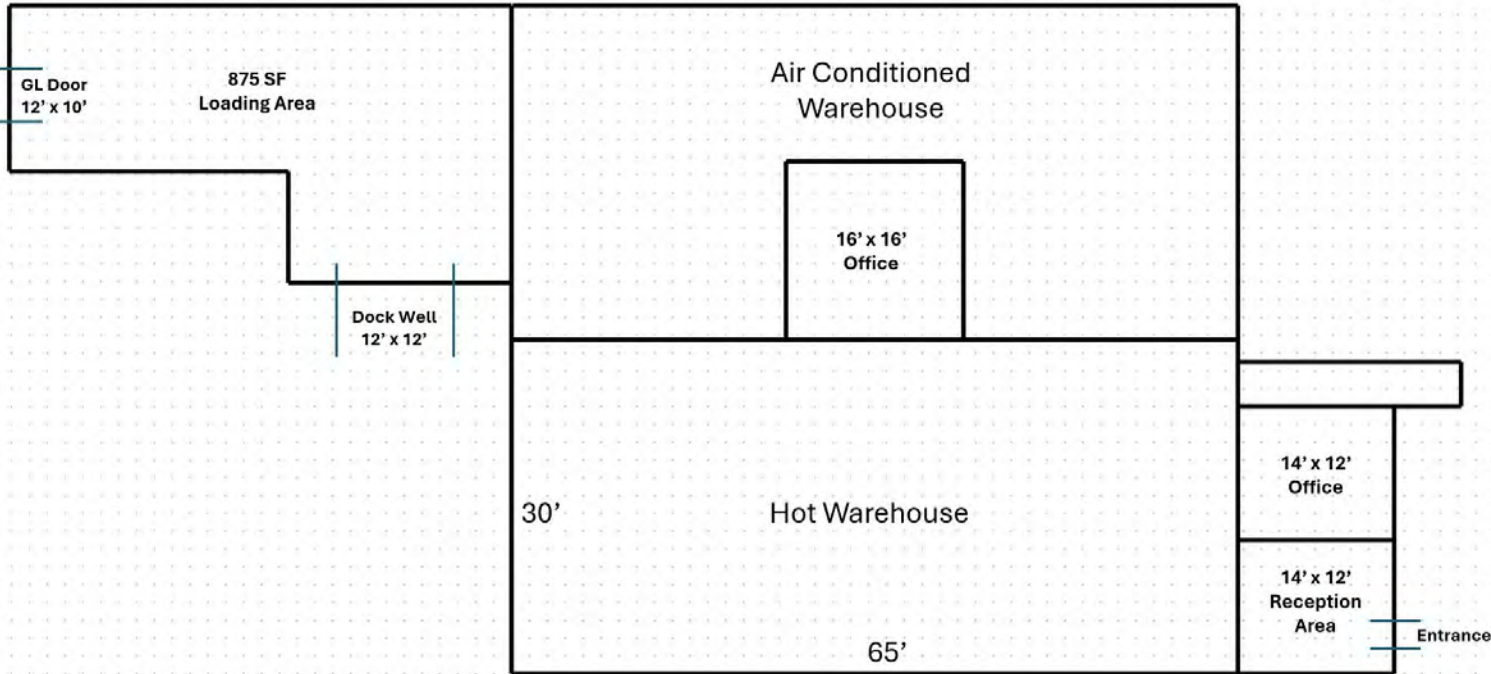 GL Door
12’ x 10’
875 SF
Loading Area
Air Conditioned
Warehouse
16’ x 16’
Office
Dock Well
12’ x 12’
30’
Hot Warehouse
65’
14’ x 12’
Office
14’ x 12’
Reception
Area
Entrance